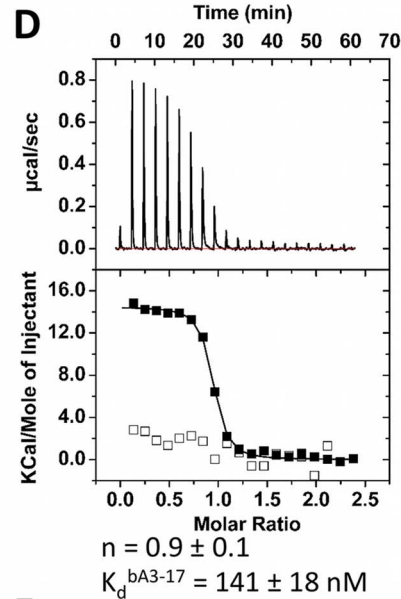 D
Time (min)
0 10 20 30 40 50 60 70
0.8
0.6
0.4
0.2
0.0
µcal/sec
16.0
12.0
8.0
4.0
0.0
KCal/Mole of Injectant
0.0 0.5 1.0 1.5 2.0 2.5
Molar Ratio
n = 0.9 ± 0.1
Kd bA3-17 = 141 ± 18 nM